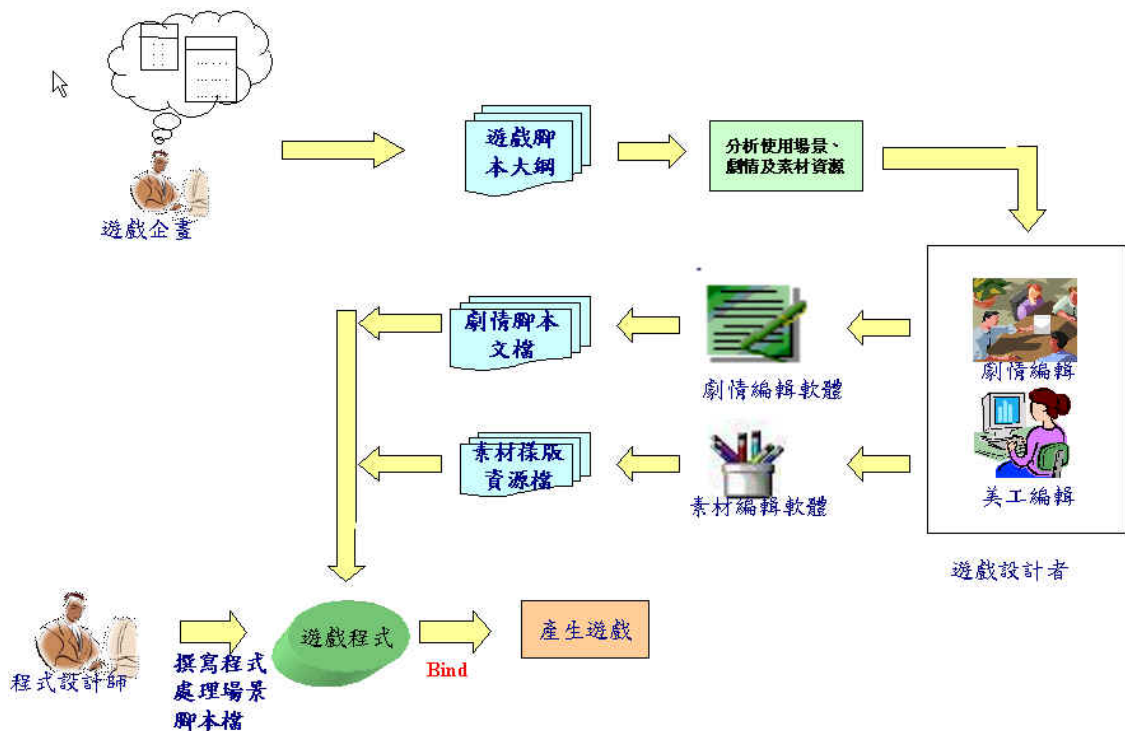 遊戲企畫
遊戲腳
本大綱
分析使用場景、
劇情及素材資源
劇情腳本
文檔
劇情編輯軟體
劇情編輯
素材樣版
資源檔
素材編輯軟體
美工編輯
遊戲設計者
程式設計師
撰寫程式
處理場景
腳本檔
遊戲程式
Bind
產生遊戲